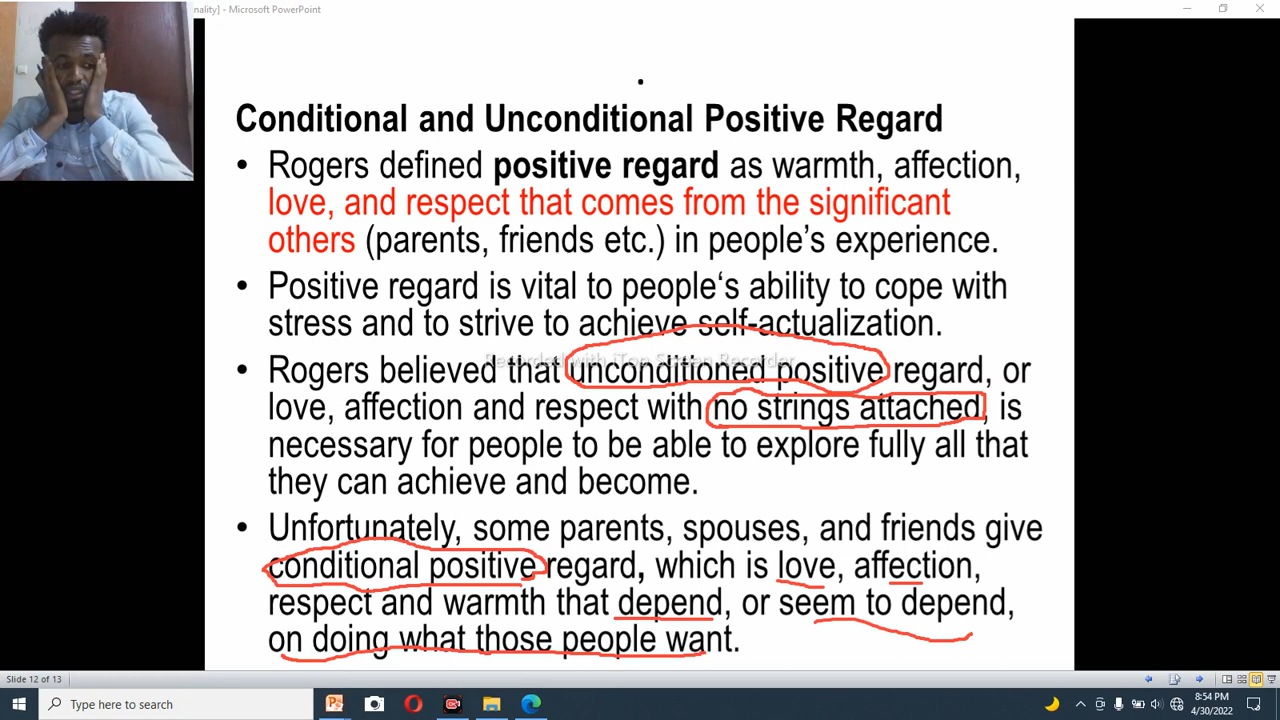 nality] - Microsoft PowerPoint
Conditional and Unconditional Positive Regard
• Rogers defined positive regard as warmth, affection,
love, and respect that comes from the significant
others (parents, friends etc.) in people’s experience.
• Positive regard is vital to people‘s ability to cope with
stress and to strive to achieve self-actualization.
Recorded with iTop Screen Recorder
• Rogers believed that unconditioned positive regard, or
love, affection and respect with no strings attached, is
necessary for people to be able to explore fully all that
they can achieve and become.
• Unfortunately, some parents, spouses, and friends give
conditional positive regard, which is love, affection,
respect and warmth that depend, or seem to depend,
on doing what those people want.
Slide 12 of 13
Type here to search
8:54 PM
4/30/2022